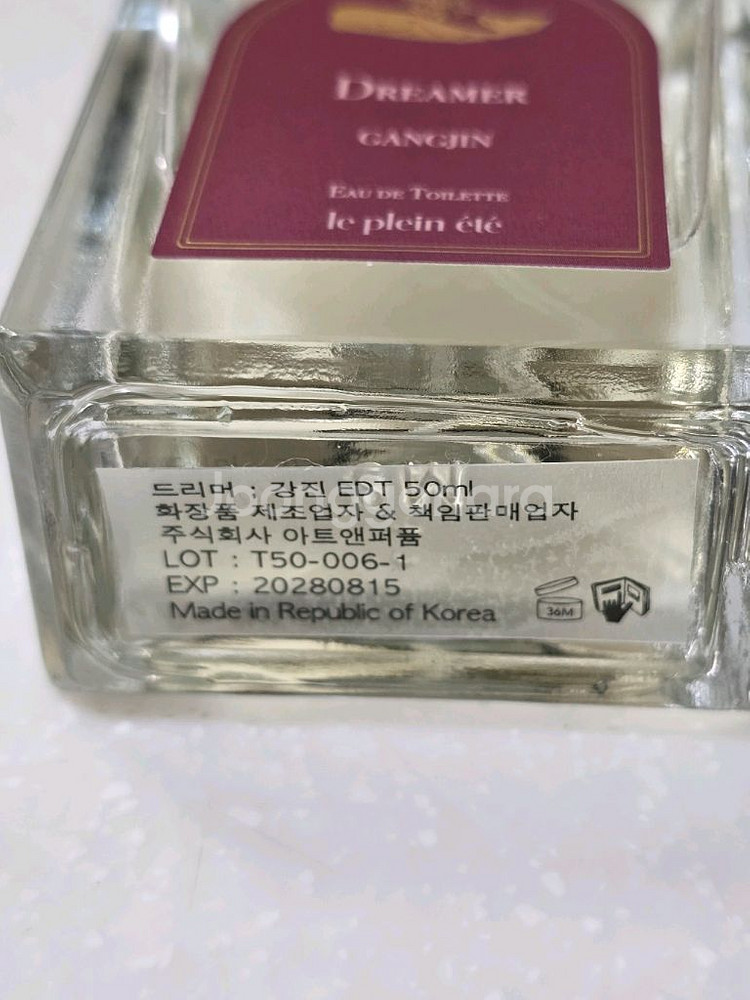 DREAMER
GANGJIN
EAU DE TOILETTE
le plein été
드리머 : 강진 EDT 50ml
화장품 제조업자 & 책임판매업자
주식회사 아트앤퍼퓸
LOT : T50-006-1
EXP : 20280815
Made in Republic of Korea
36M